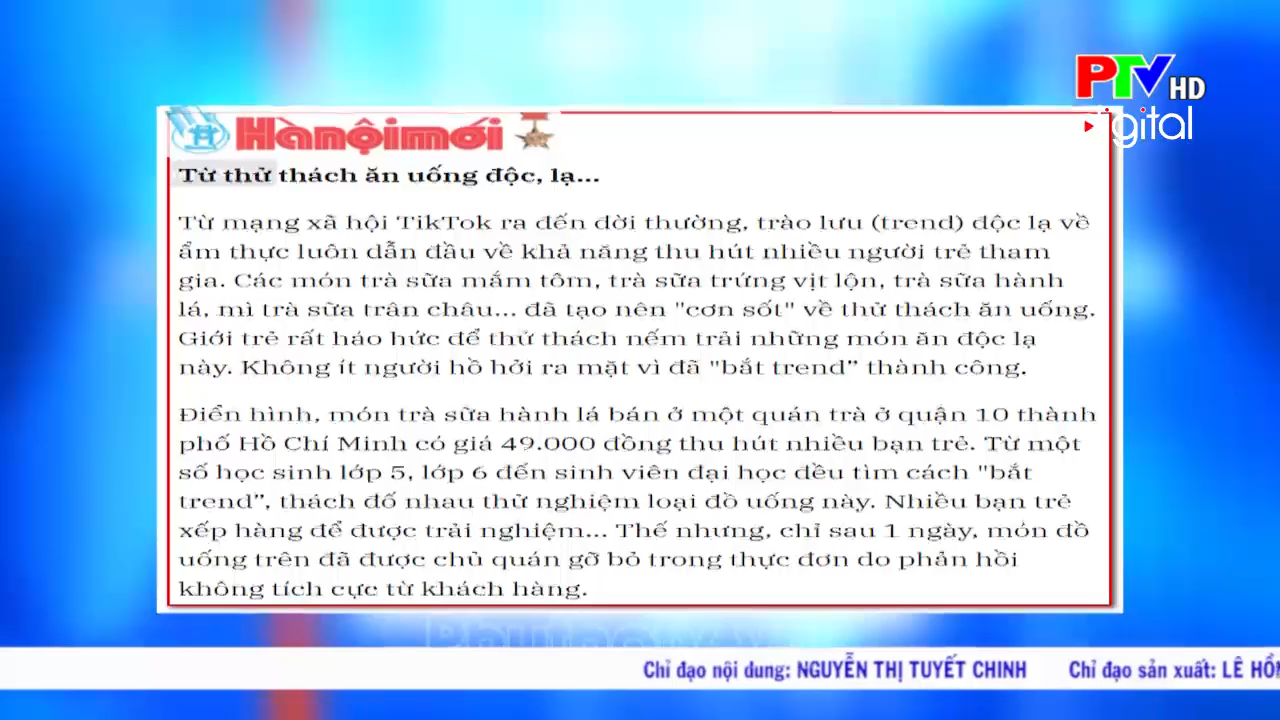 PTV HD
digital
Hànộimới
Từ thử thách ăn uống độc, lạ...
Từ mạng xã hội TikTok ra đến đời thường, trào lưu (trend) độc lạ về
ẩm thực luôn dẫn đầu về khả năng thu hút nhiều người trẻ tham
gia. Các món trà sữa mắm tôm, trà sữa trứng vịt lộn, trà sữa hành
lá, mì trà sữa trân châu... đã tạo nên "cơn sốt" về thử thách ăn uống.
Giới trẻ rất háo hức để thử thách nếm trải những món ăn độc lạ
này. Không ít người hồ hởi ra mặt vì đã "bắt trend” thành công.
Điển hình, món trà sữa hành lá bán ở một quán trà ở quận 10 thành
phố Hồ Chí Minh có giá 49.000 đồng thu hút nhiều bạn trẻ. Từ một
số học sinh lớp 5, lớp 6 đến sinh viên đại học đều tìm cách "bắt
trend”, thách đố nhau thử nghiệm loại đồ uống này. Nhiều bạn trẻ
xếp hàng để được trải nghiệm... Thế nhưng, chỉ sau 1 ngày, món đồ
uống trên đã được chủ quán gỡ bỏ trong thực đơn do phản hồi
không tích cực từ khách hàng.
Chỉ đạo nội dung: NGUYỄN THỊ TUYẾT CHINH Chỉ đạo sản xuất: LÊ